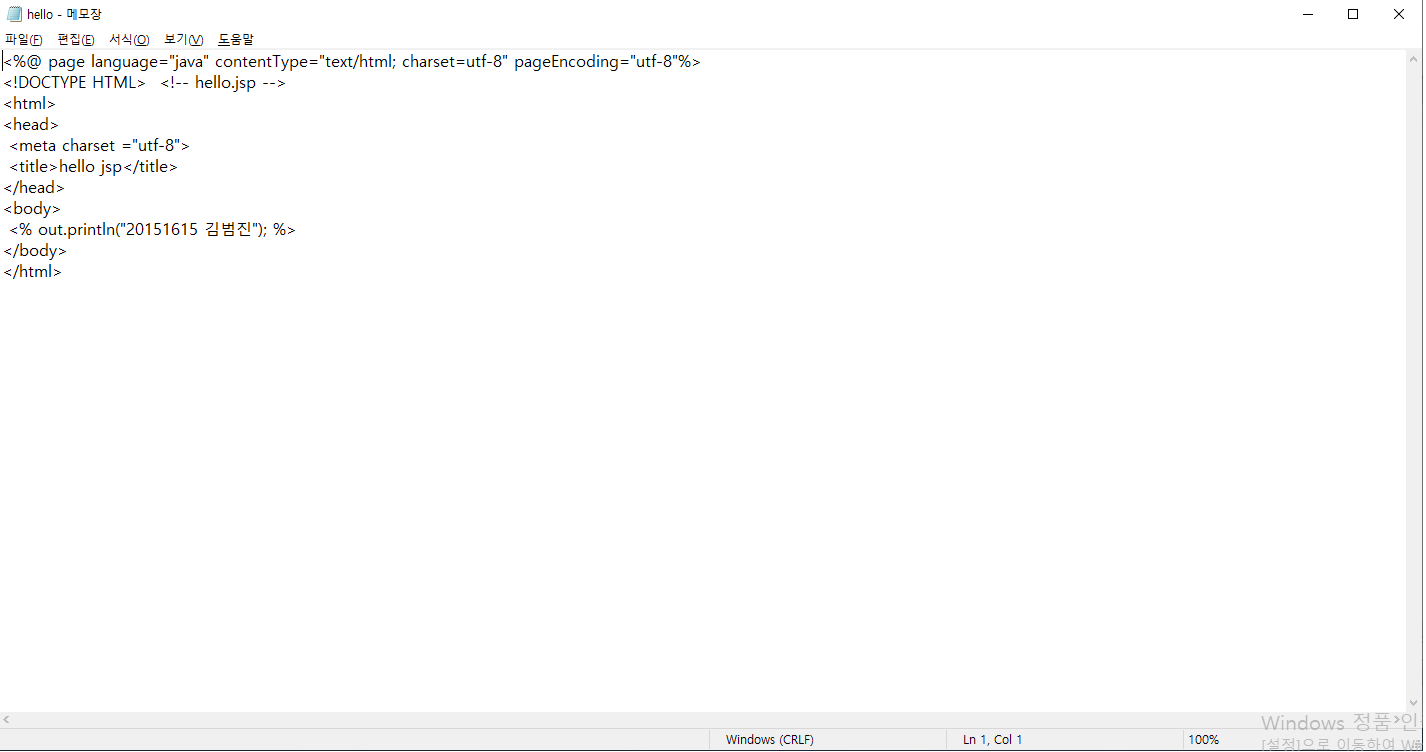 hello - 메모장
파일(F) 편집(E) 서식(O) 보기(V) 도움말
<%@ page language="java" contentType="text/html; charset=utf-8" pageEncoding="utf-8"%>
<!DOCTYPE HTML>   <!-- hello.jsp -->
<html>
<head>
 <meta charset ="utf-8">
 <title>hello jsp</title>
</head>
<body>
 <% out.println("20151615 김범진"); %>
</body>
</html>
Windows 정품 인
[설정]으로 이동하여
Windows (CRLF) Ln 1, Col 1 100%